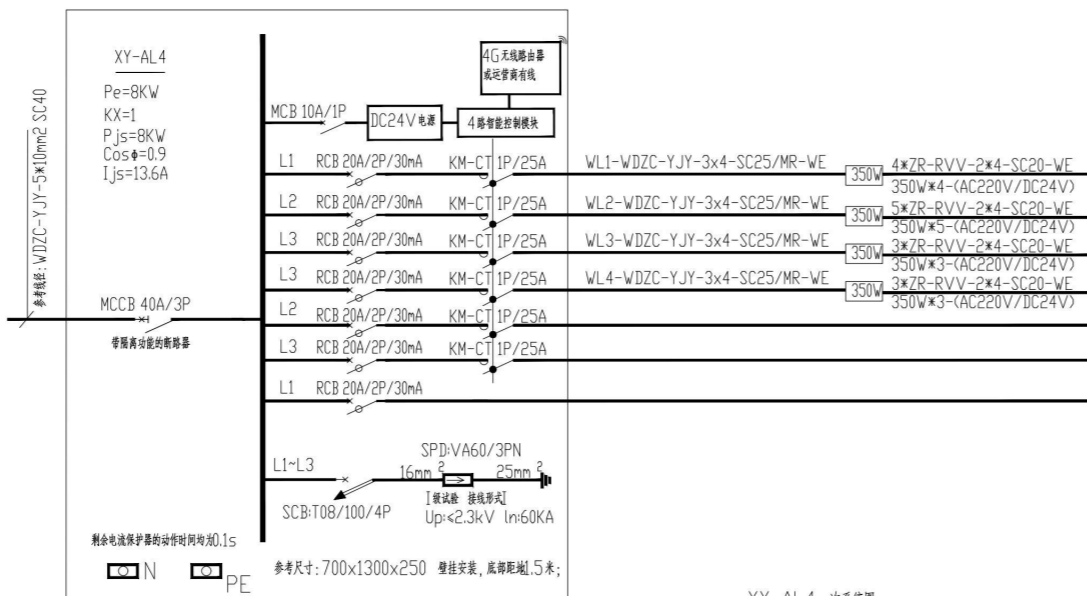 XY-AL4
Pe=8KW
KX=1
Pjs=8KW
CosΦ=0.9
Ijs=13.6A
参考线径:WDZC-YJY-5*10mm2 SC40
MCCB 40A/3P
带隔离功能的断路器
4G无线路由器
或运营商有线
MCB 10A/1P
DC24V电源
4路智能控制模块
L1 RCB 20A/2P/30mA KM-CT 1P/25A WL1-WDZC-YJY-3x4-SC25/MR-WE 350W 4*ZR-RVV-2*4-SC20-WE
350W*4-(AC220V/DC24V)
L2 RCB 20A/2P/30mA KM-CT 1P/25A WL2-WDZC-YJY-3x4-SC25/MR-WE 350W 5*ZR-RVV-2*4-SC20-WE
350W*5-(AC220V/DC24V)
L3 RCB 20A/2P/30mA KM-CT 1P/25A WL3-WDZC-YJY-3x4-SC25/MR-WE 350W 3*ZR-RVV-2*4-SC20-WE
350W*3-(AC220V/DC24V)
L3 RCB 20A/2P/30mA KM-CT 1P/25A WL4-WDZC-YJY-3x4-SC25/MR-WE 350W 3*ZR-RVV-2*4-SC20-WE
350W*3-(AC220V/DC24V)
L2 RCB 20A/2P/30mA KM-CT 1P/25A
L3 RCB 20A/2P/30mA KM-CT 1P/25A
L1 RCB 20A/2P/30mA
L1~L3
SPD:VA60/3PN
16mm2 25mm2
I级试验 接线形式I
SCB:T08/100/4P
Up:≤2.3kV In:60KA
剩余电流保护器的动作时间均为0.1s
N
PE
参考尺寸:700x1300x250 壁挂安装,底部距地1.5米;